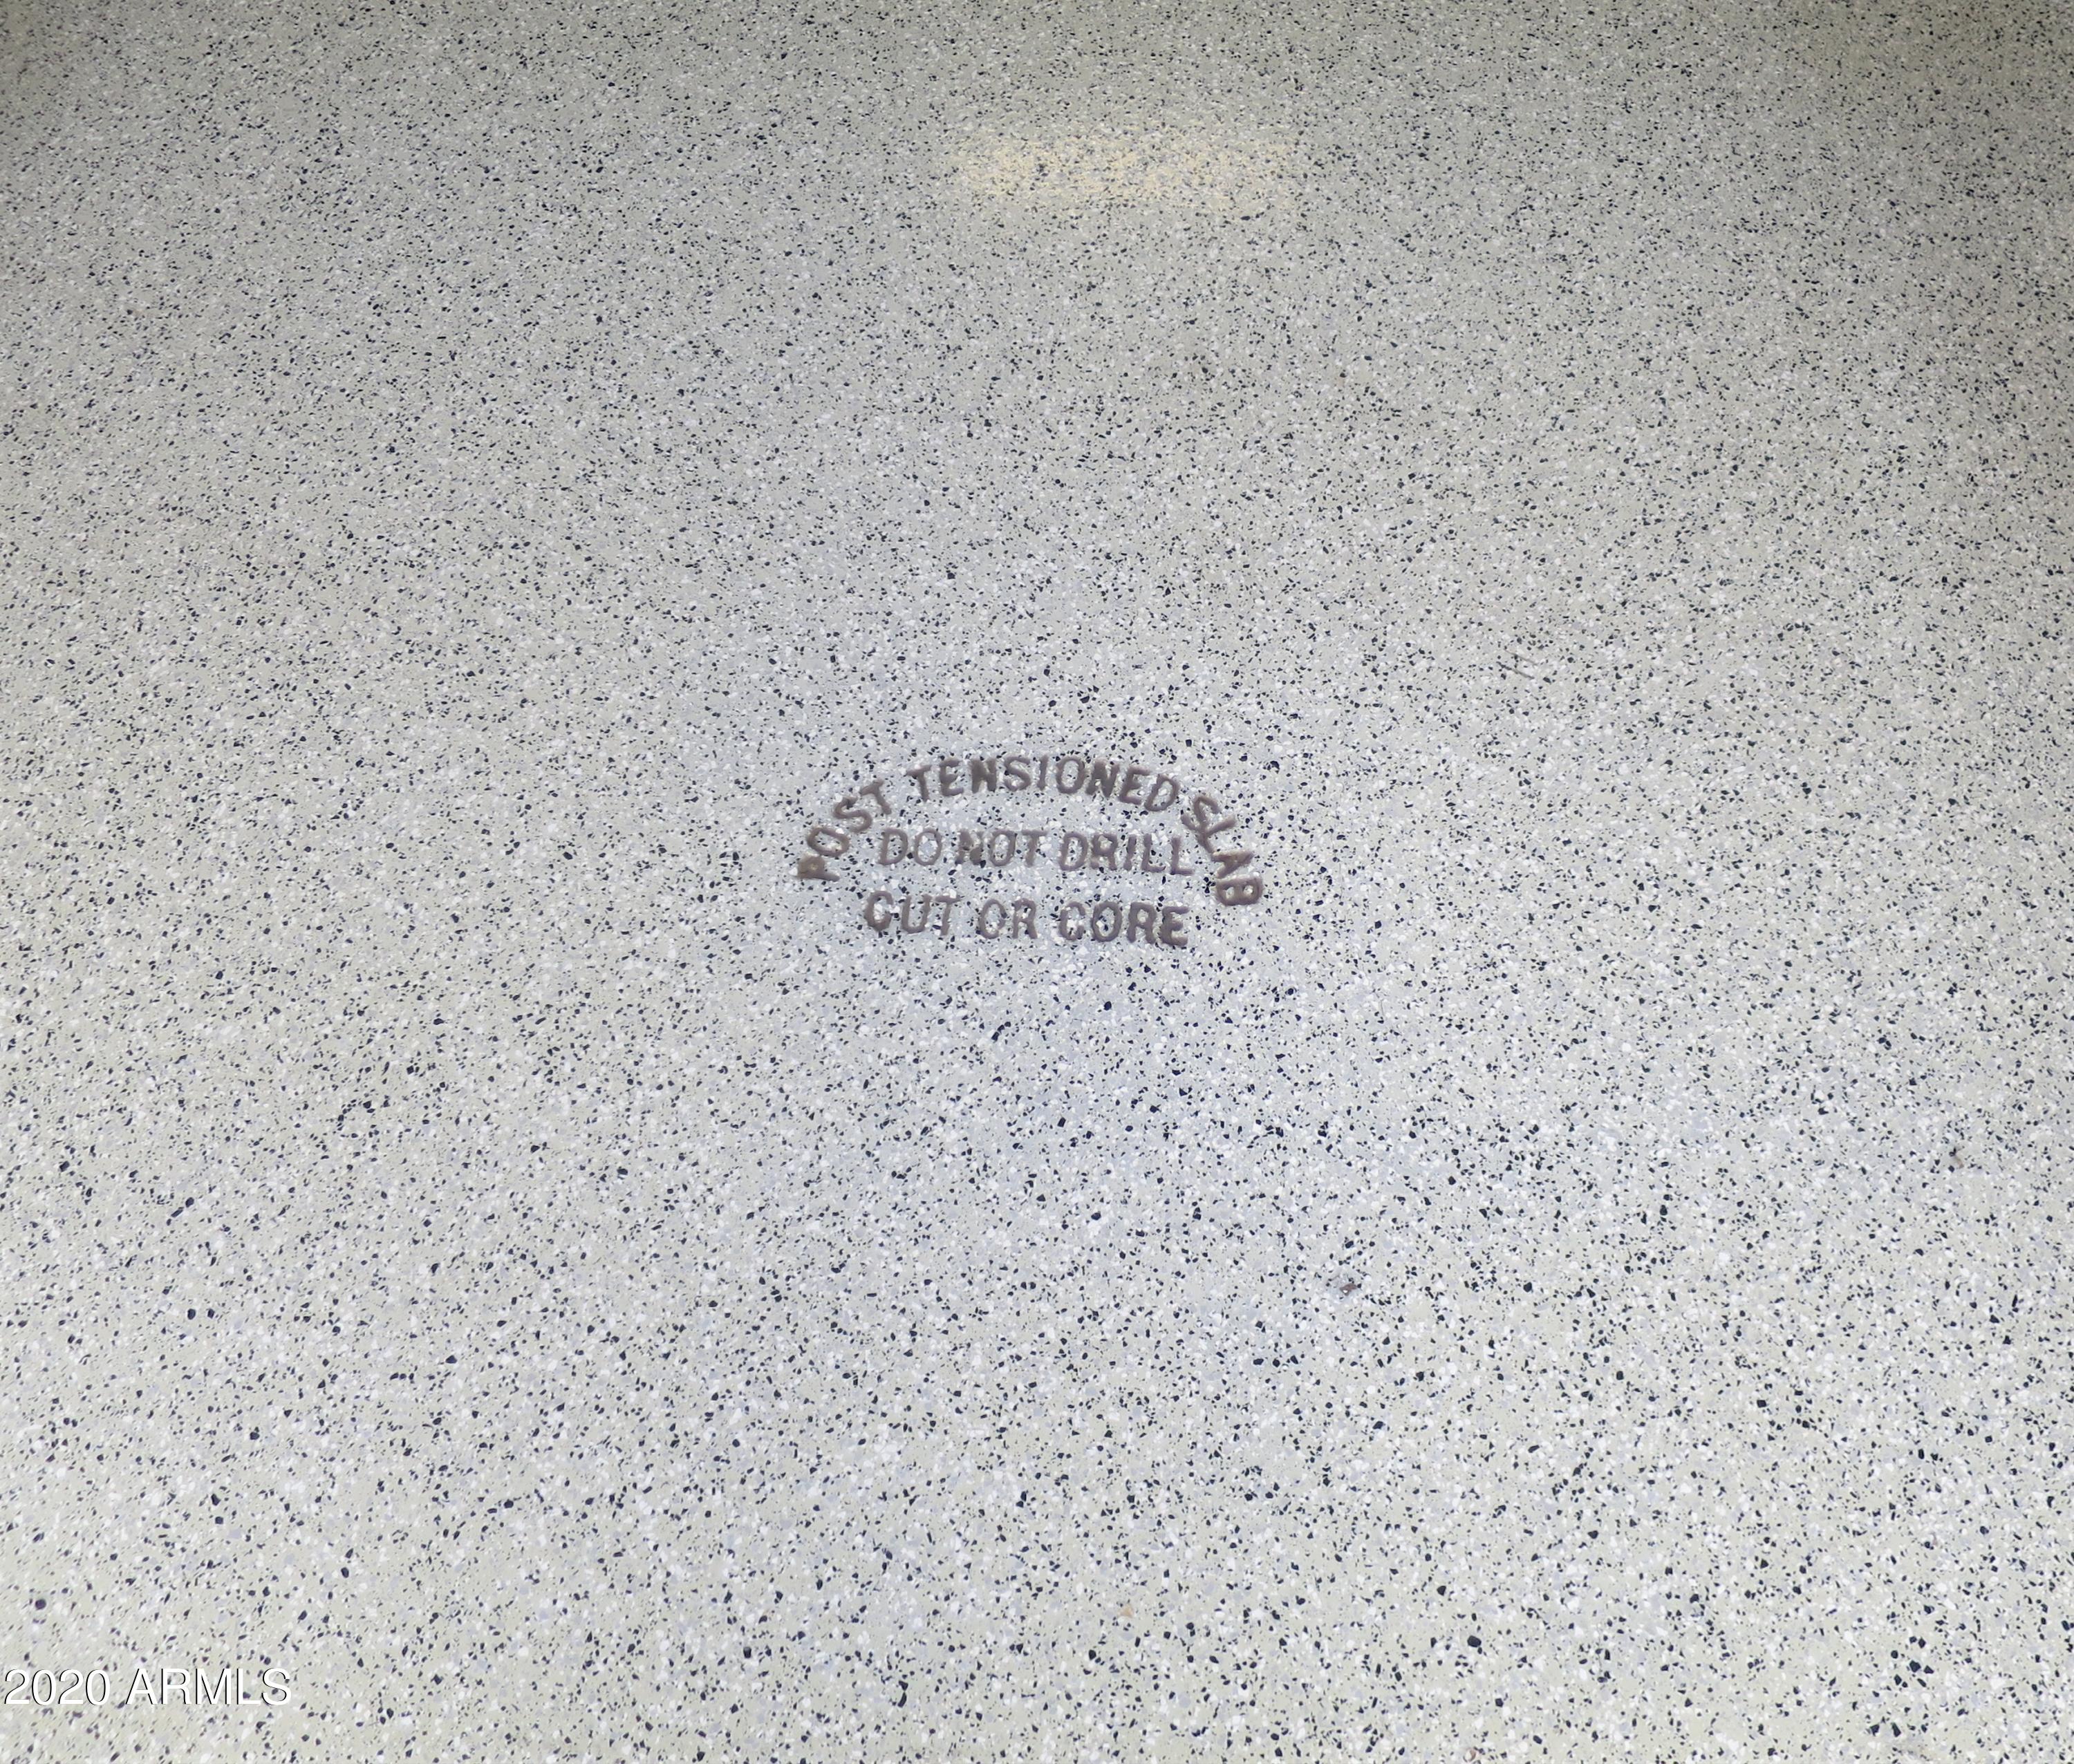 POST TENSIONED SLAB
DO NOT DRILL
CUT OR CORE
2020 ARMLS